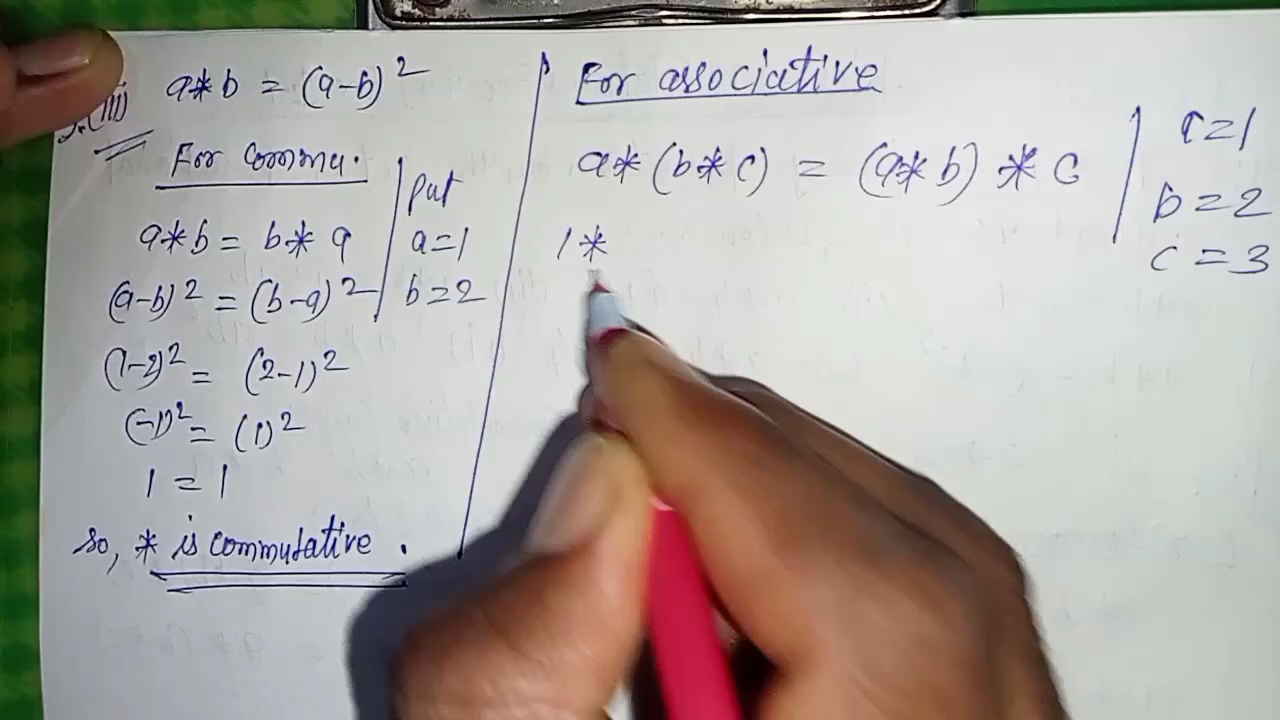 (iii) a*b = (a-b)²
For Commu.
Put
a*b = b*a
a=1
(a-b)² = (b-a)²
b=2
(1-2)² = (2-1)²
(-1)² = (1)²
1 = 1
so, * is commutative.
For associative
a*(b*c) = (a*b)*c
a=1
b=2
c=3
1*